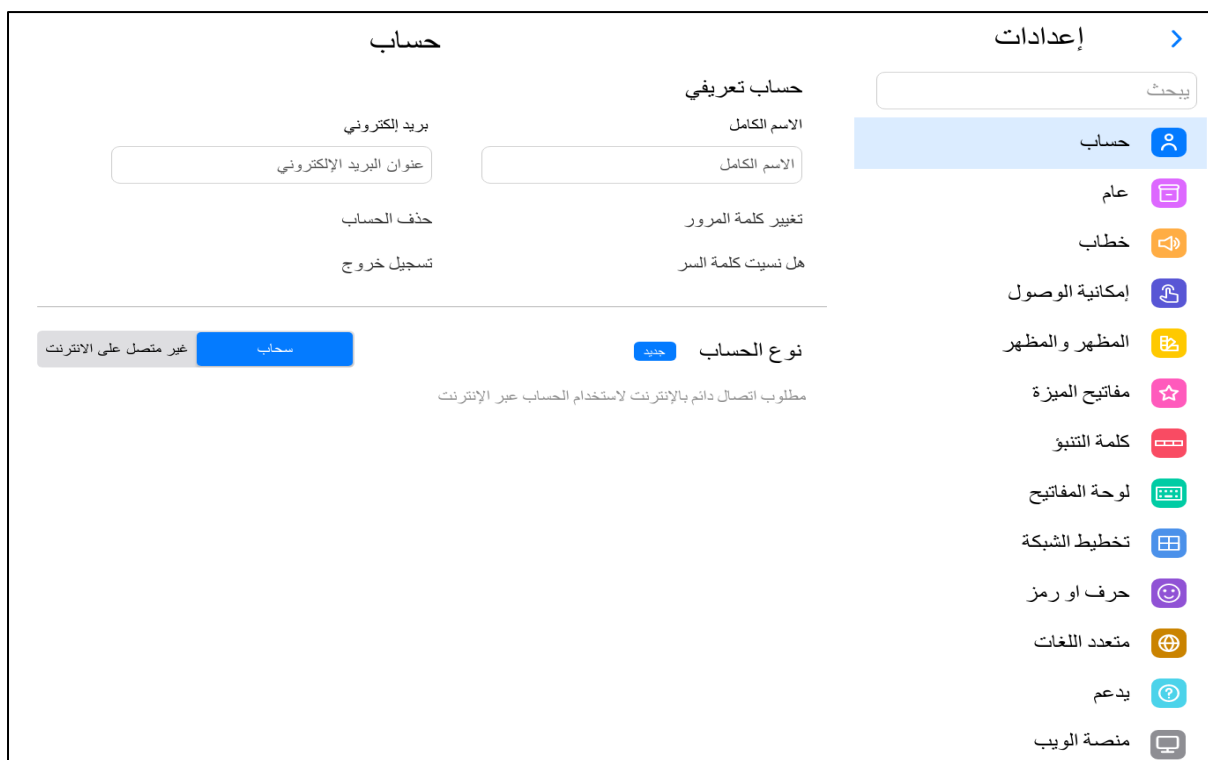 إعدادات
يبحث
حساب
عام
خطاب
إمكانية الوصول
المظهر والمظهر
مفاتيح الميزة
كلمة التنبؤ
لوحة المفاتيح
تخطيط الشبكة
حرف او رمز
متعدد اللغات
يدعم
منصة الويب
حساب
حساب تعريفي
الاسم الكامل
بريد إلكتروني
الاسم الكامل
عنوان البريد الإلكتروني
تغيير كلمة المرور
حذف الحساب
هل نسيت كلمة السر
تسجيل خروج
نوع الحساب جديد
سحاب
غير متصل على الانترنت
مطلوب اتصال دائم بالإنترنت لاستخدام الحساب عبر الإنترنت